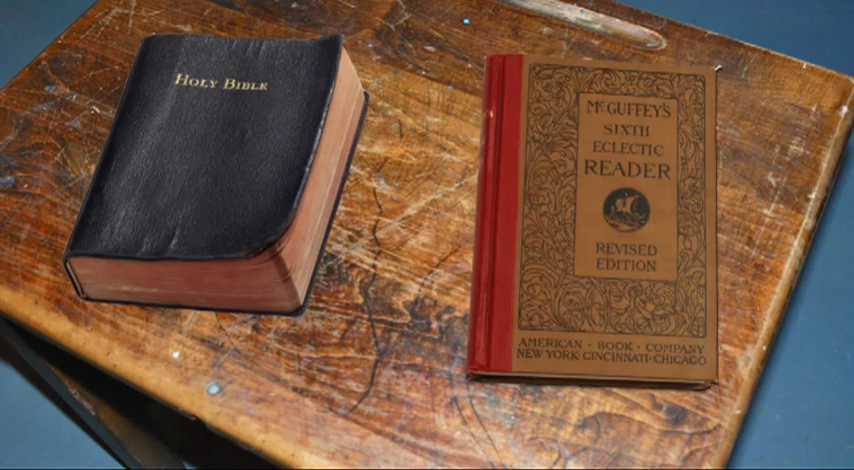 HOLY BIBLE
McGUFFEY'S
SIXTH
ECLECTIC
READER
REVISED
EDITION
AMERICAN · BOOK · COMPANY
NEW YORK · CINCINNATI · CHICAGO